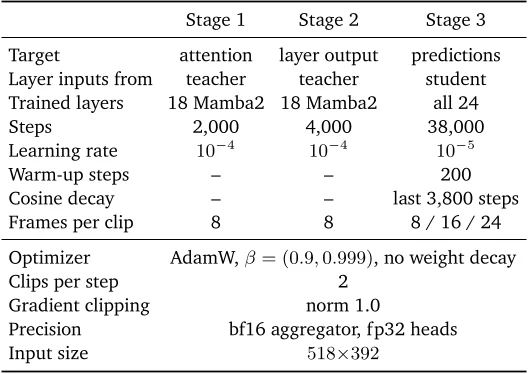 Stage 1 Stage 2 Stage 3
Target attention layer output predictions
Layer inputs from teacher teacher student
Trained layers 18 Mamba2 18 Mamba2 all 24
Steps 2,000 4,000 38,000
Learning rate 10⁻⁴ 10⁻⁴ 10⁻⁵
Warm-up steps – – 200
Cosine decay – – last 3,800 steps
Frames per clip 8 8 8 / 16 / 24
Optimizer AdamW, β = (0.9, 0.999), no weight decay
Clips per step 2
Gradient clipping norm 1.0
Precision bf16 aggregator, fp32 heads
Input size 518×392